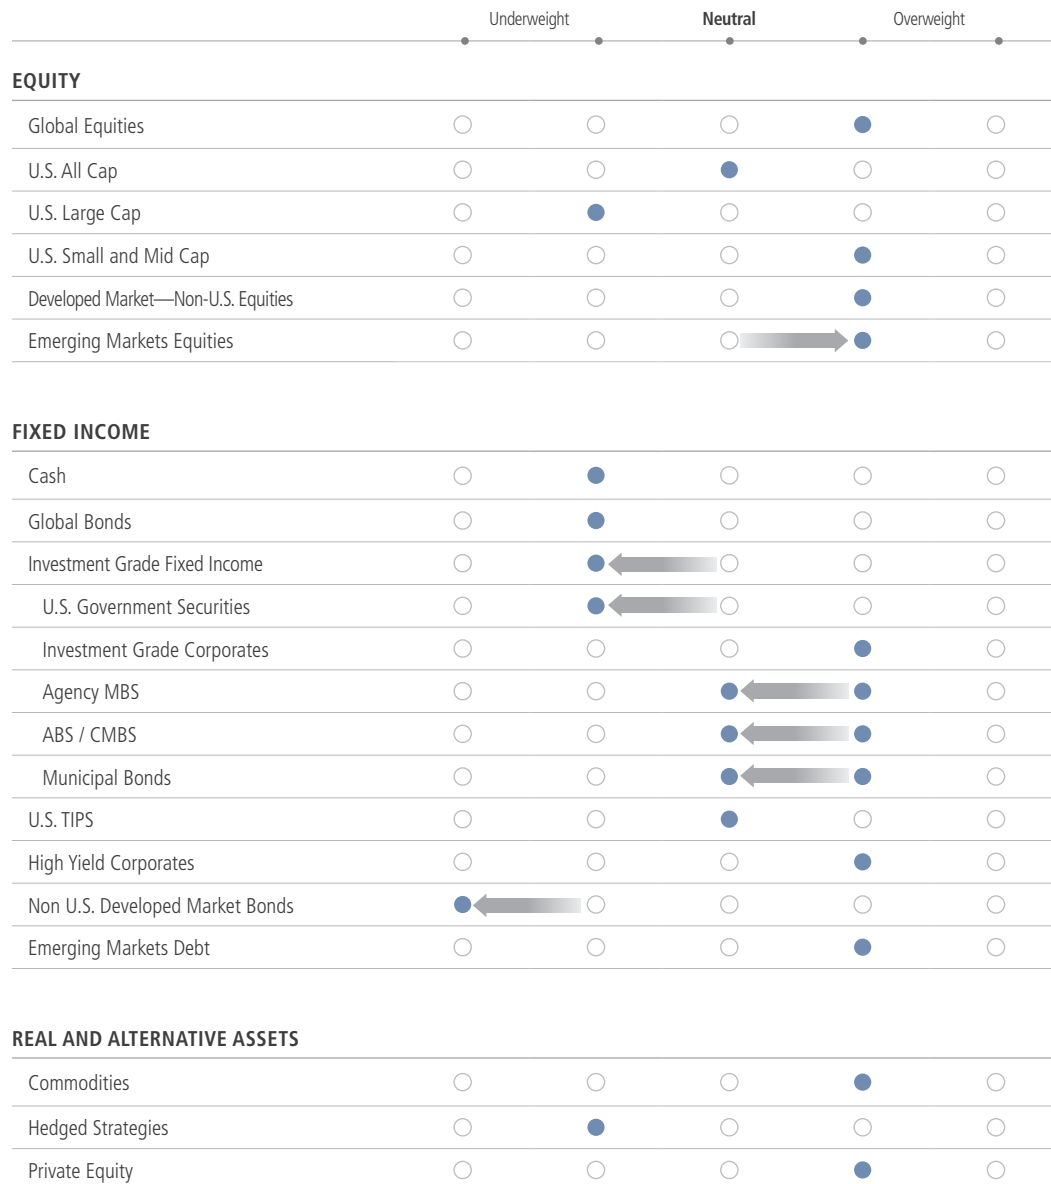 Underweight Neutral Overweight
EQUITY
Global Equities
U.S. All Cap
U.S. Large Cap
U.S. Small and Mid Cap
Developed Market—Non-U.S. Equities
Emerging Markets Equities
FIXED INCOME
Cash
Global Bonds
Investment Grade Fixed Income
U.S. Government Securities
Investment Grade Corporates
Agency MBS
ABS / CMBS
Municipal Bonds
U.S. TIPS
High Yield Corporates
Non U.S. Developed Market Bonds
Emerging Markets Debt
REAL AND ALTERNATIVE ASSETS
Commodities
Hedged Strategies
Private Equity